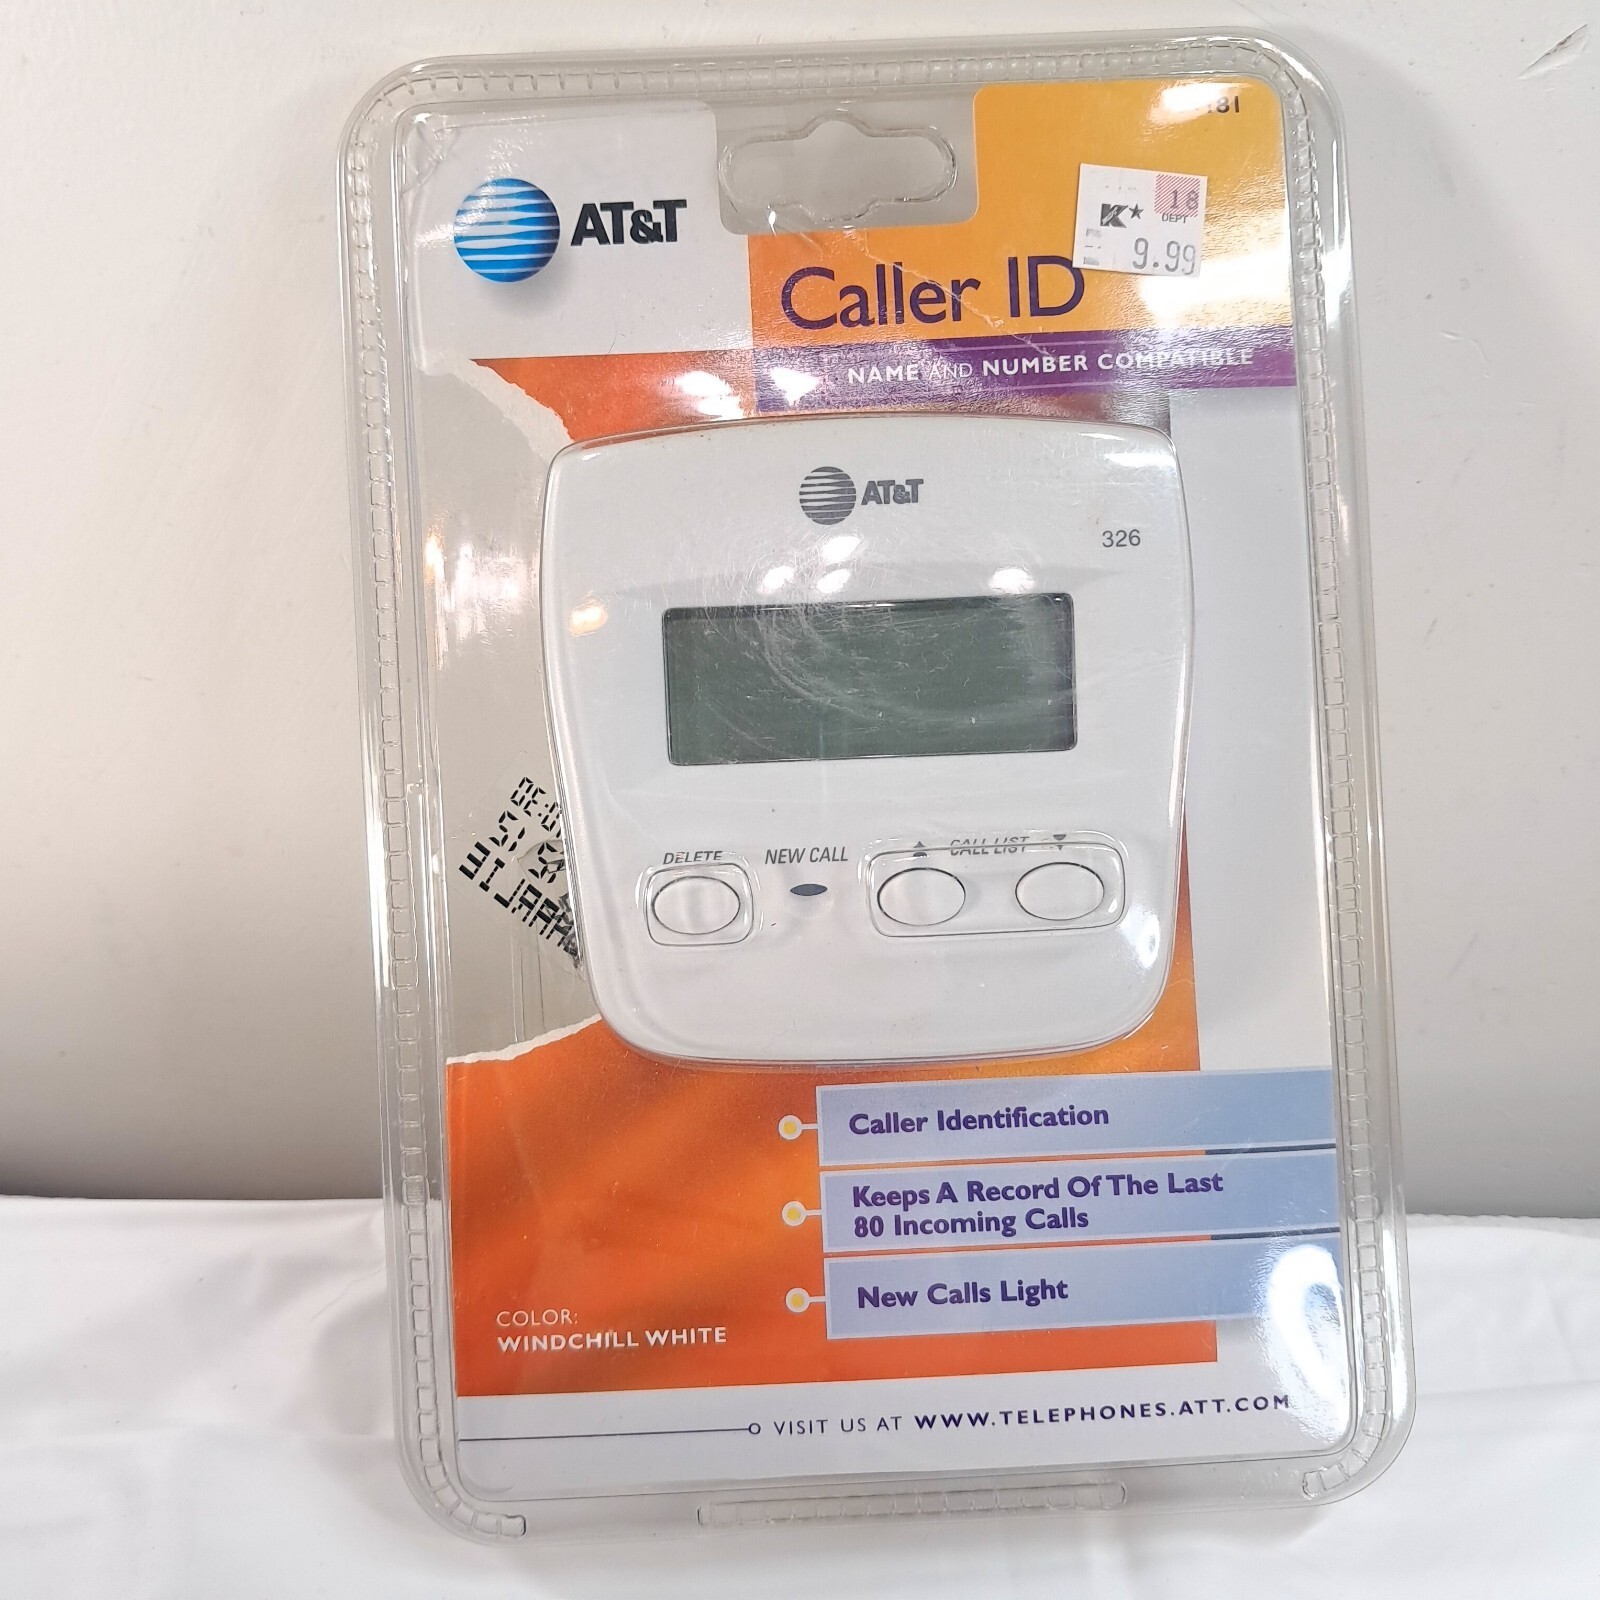 AT&T
18
DEPT
K★
9.99
Caller ID
NAME AND NUMBER COMPATIBLE
AT&T
326
DELETE
NEW CALL
CALL LIST
Caller Identification
Keeps A Record Of The Last
80 Incoming Calls
New Calls Light
COLOR:
WINDCHILL WHITE
VISIT US AT WWW.TELEPHONES.ATT.COM